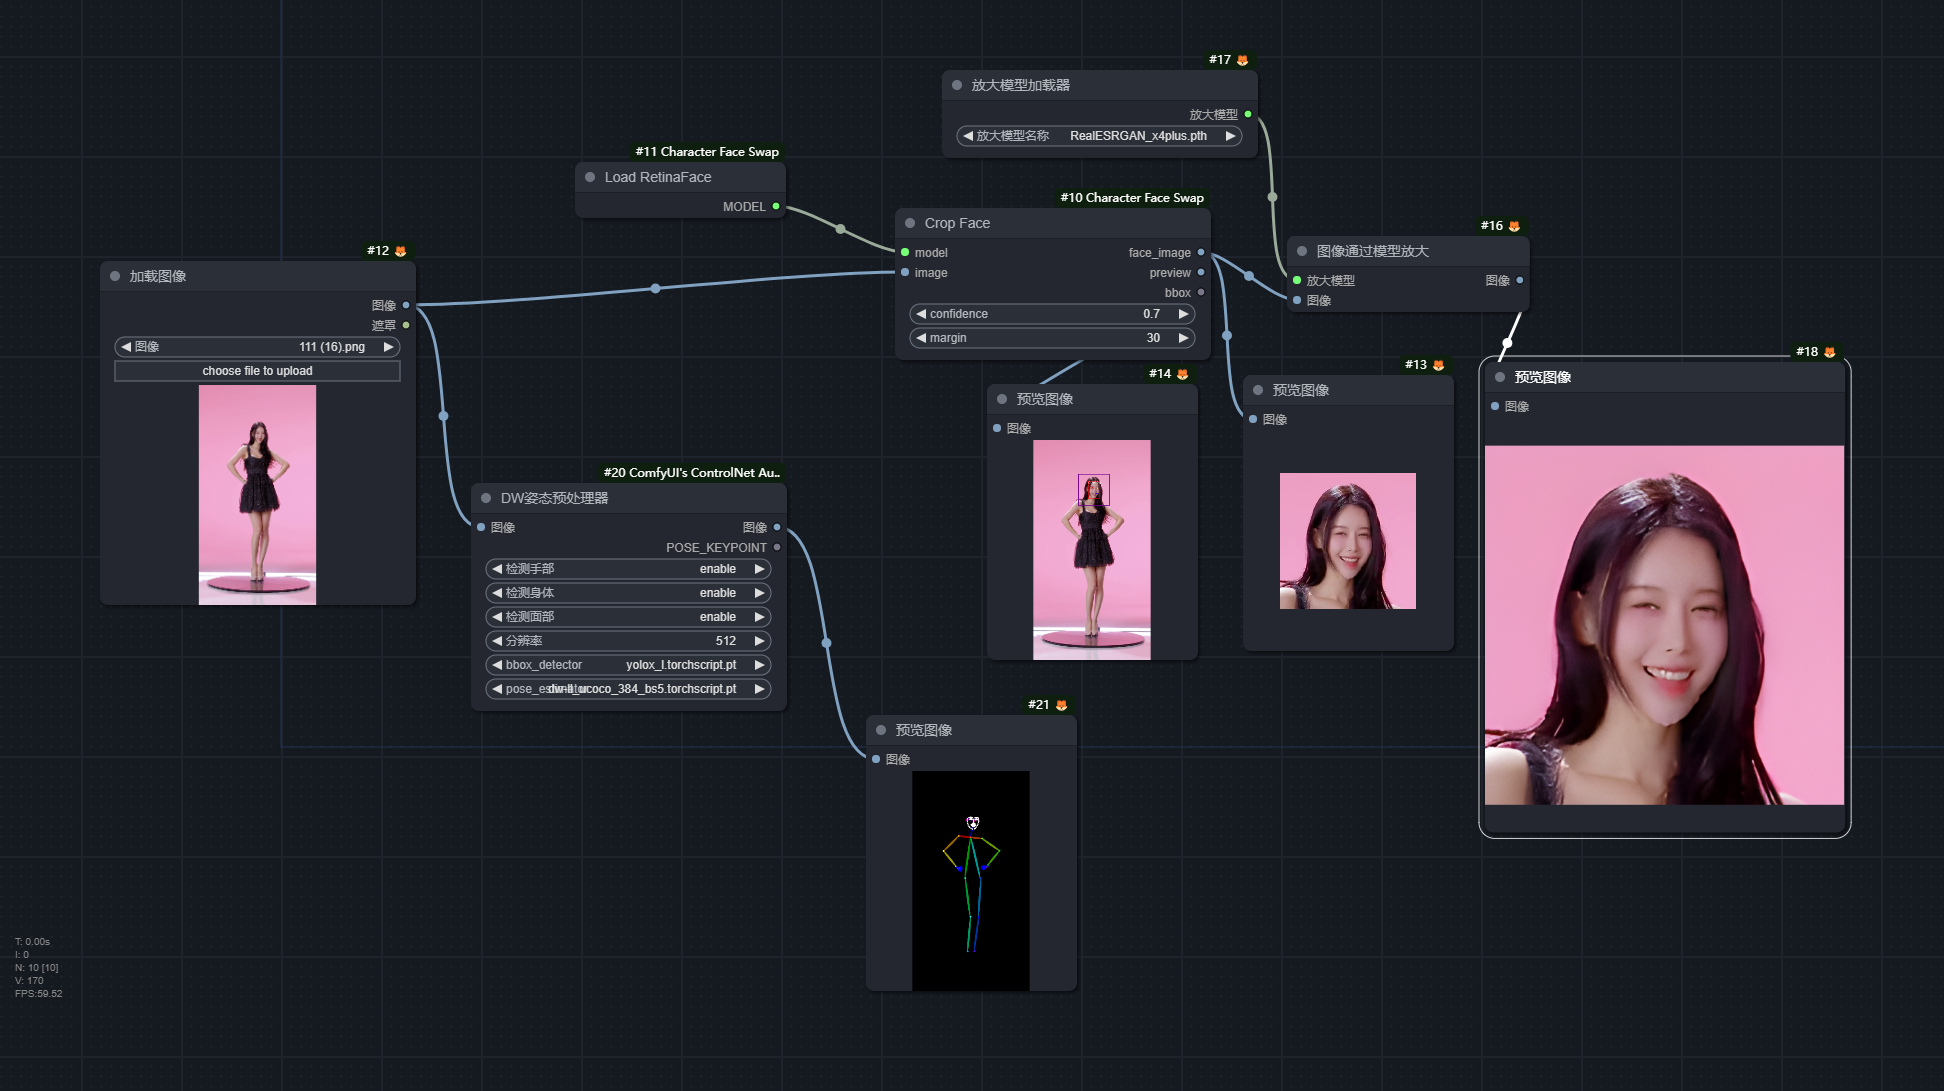 #17
放大模型加载器
放大模型
放大模型名称 RealESRGAN_x4plus.pth
#11 Character Face Swap
Load RetinaFace
MODEL
#10 Character Face Swap
Crop Face
model face_image
image preview
bbox
confidence 0.7
margin 30
#16
图像通过模型放大
放大模型 图像
图像
#12
加载图像
图像
遮罩
图像 111 (16).png
choose file to upload
#14
预览图像
图像
#13
预览图像
图像
#18
预览图像
图像
#20 ComfyUI's ControlNet Au..
DW姿态预处理器
图像 图像
POSE_KEYPOINT
检测手部 enable
检测身体 enable
检测面部 enable
分辨率 512
bbox_detector yolox_l.torchscript.pt
#21
预览图像
图像
T: 0.00s
I: 0
N: 10 [10]
V: 170
FPS:59.52